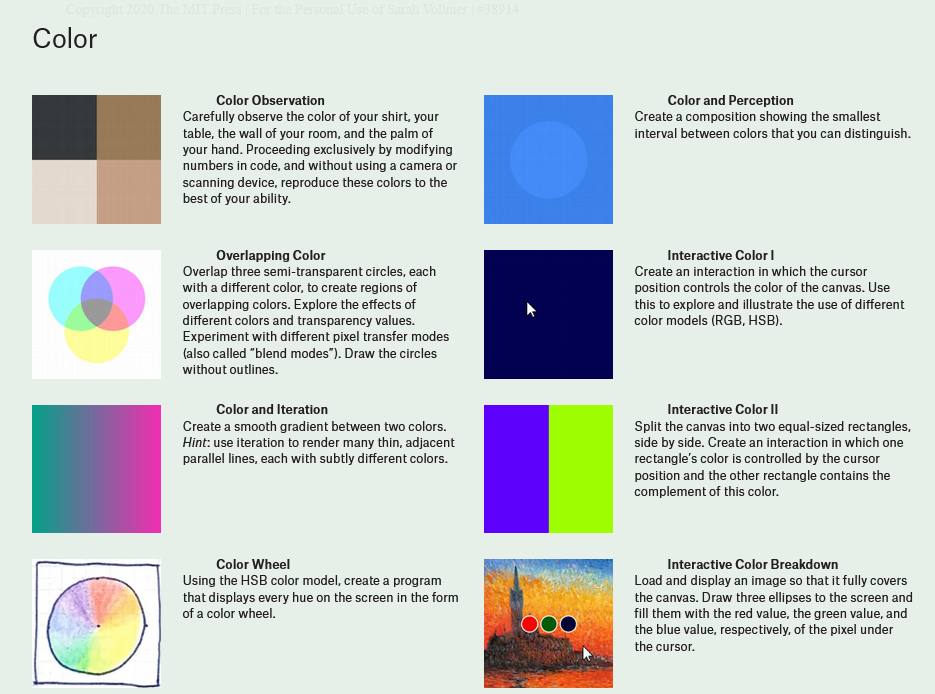 Copyright 2020 The MIT Press | For the Personal Use of Sarah Vollmer | #38914
Color
Color Observation
Carefully observe the color of your shirt, your
table, the wall of your room, and the palm of
your hand. Proceeding exclusively by modifying
numbers in code, and without using a camera or
scanning device, reproduce these colors to the
best of your ability.
Overlapping Color
Overlap three semi-transparent circles, each
with a different color, to create regions of
overlapping colors. Explore the effects of
different colors and transparency values.
Experiment with different pixel transfer modes
(also called “blend modes”). Draw the circles
without outlines.
Color and Iteration
Create a smooth gradient between two colors.
Hint: use iteration to render many thin, adjacent
parallel lines, each with subtly different colors.
Color Wheel
Using the HSB color model, create a program
that displays every hue on the screen in the form
of a color wheel.
Color and Perception
Create a composition showing the smallest
interval between colors that you can distinguish.
Interactive Color I
Create an interaction in which the cursor
position controls the color of the canvas. Use
this to explore and illustrate the use of different
color models (RGB, HSB).
Interactive Color II
Split the canvas into two equal-sized rectangles,
side by side. Create an interaction in which one
rectangle’s color is controlled by the cursor
position and the other rectangle contains the
complement of this color.
Interactive Color Breakdown
Load and display an image so that it fully covers
the canvas. Draw three ellipses to the screen and
fill them with the red value, the green value, and
the blue value, respectively, of the pixel under
the cursor.